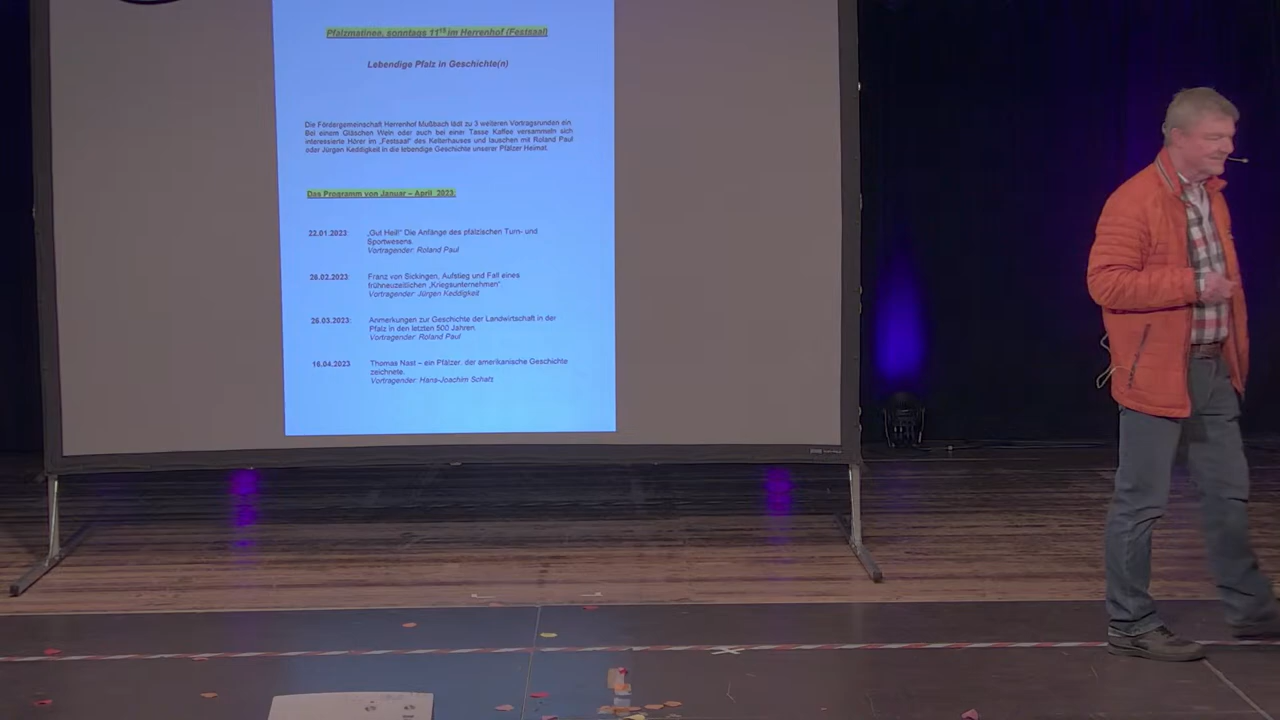 Pfalzmatinee, sonntags 11¹⁵ im Herrenhof (Festsaal)
Lebendige Pfalz in Geschichte(n)
Die Fördergemeinschaft Herrenhof Mußbach lädt zu 3 weiteren Vortragsrunden ein.
Bei einem Gläschen Wein oder auch bei einer Tasse Kaffee versammeln sich
interessierte Hörer im „Festsaal" des Kelterhauses und lauschen mit Roland Paul
oder Jürgen Keddigkeit in die lebendige Geschichte unserer Pfälzer Heimat.
Das Programm von Januar – April 2023
22.01.2023 „Gut Heil!" Die Anfänge des pfälzischen Turn- und
Sportwesens.
Vortragender: Roland Paul
26.02.2023: Franz von Sickingen, Aufstieg und Fall eines
frühneuzeitlichen „Kriegsunternehmen".
Vortragender: Jürgen Keddigkeit
26.03.2023: Anmerkungen zur Geschichte der Landwirtschaft in der
Pfalz in den letzten 500 Jahren.
Vortragender: Roland Paul
16.04.2023 Thomas Nast – ein Pfälzer, der amerikanische Geschichte
zeichnete.
Vortragender: Hans-Joachim Schatz